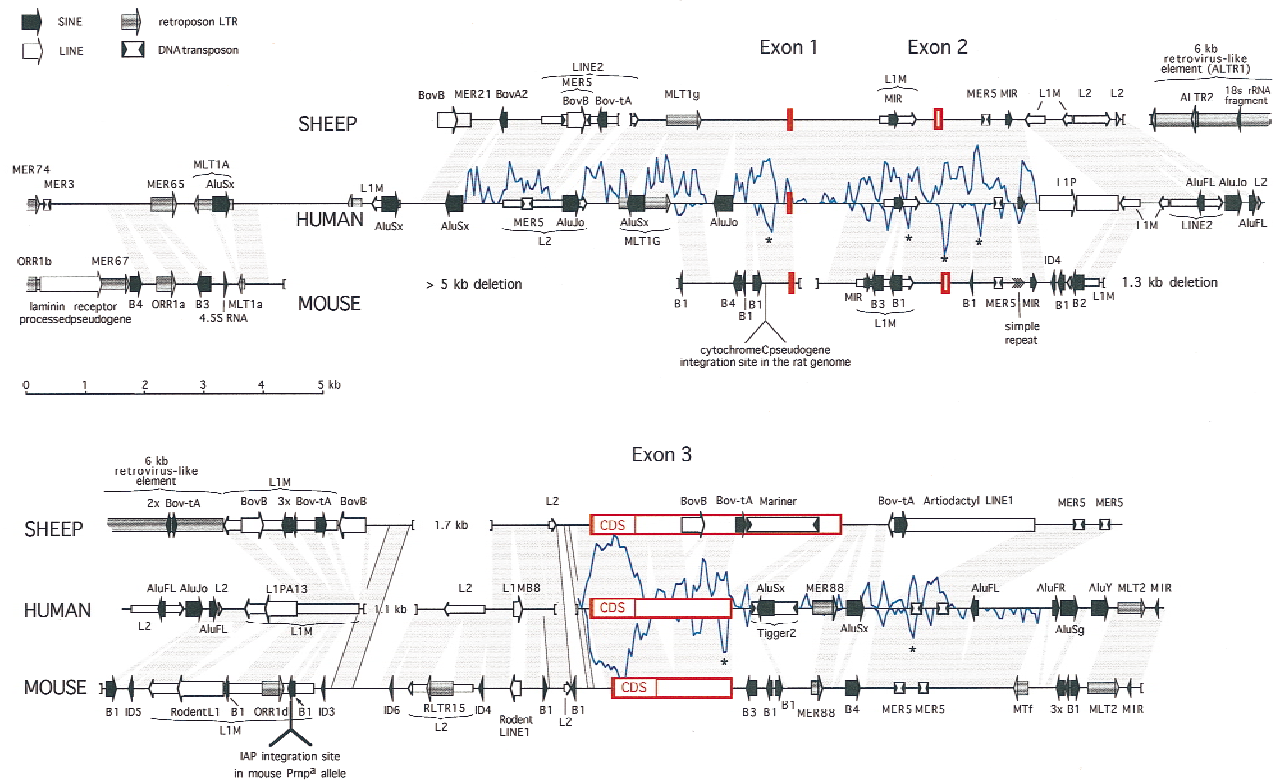 SINE
retroposon LTR
LINE
DNAtransposon
Exon 1
Exon 2
6 kb
retrovirus-like
element (ALTR1)
LINE2
MER5
L1M
BovB MER21 BovA2
BovB Bov-tA
MLT1g
MIR
MER5 MIR
L1M
L2
L2
ALTR2
18s rRNA
fragment
SHEEP
MER74
MER3
MER65
MLT1A
AluSx
L1M
HUMAN
AluSx
AluSx
MER5 AluJo
L2
AluSx
MLT1G
AluJo
*
*
*
*
L1P
L1M
AluFL AluJo L2
LINE2
AluFL
ORR1b
MER67
laminin receptor
processedpseudogene
B4
ORR1a
B3
4.5S RNA
MLT1a
MOUSE
> 5 kb deletion
B1
B4
B1
B1
cytochromeCpseudogene
integration site in the rat genome
MIR
B3 B1
L1M
B1
MER5 MIR
simple
repeat
ID4
B1 B2
L1M
1.3 kb deletion
0 1 2 3 4 5 kb
Exon 3
6 kb
retrovirus-like
element
L1M
2x Bov-tA
BovB 3x Bov-tA BovB
SHEEP
1.7 kb
L2
CDS
BovB Bov-tA Mariner
Bov-tA Artiodactyl LINE1
MER5 MER5
HUMAN
AluFL AluJo L2
L2
AluFL
L1PA13
L1M
1.1 kb
L2
L1MB8
CDS
*
AluSx
Tigger2
MER88
AluSx
AluFL
*
AluFR
AluSg
AluY MLT2 MIR
MOUSE
B1 ID5
RodentL1 B1 ORR1d B1 ID3
L1M
IAP integration site
in mouse Prnpa allele
ID6
RLTR15
L2
ID4
Rodent
LINE1
B1
L2
B1
CDS
B3 B1
B1
MER88
B4
MER5 MER5
MTf
3x B1 MLT2 MIR